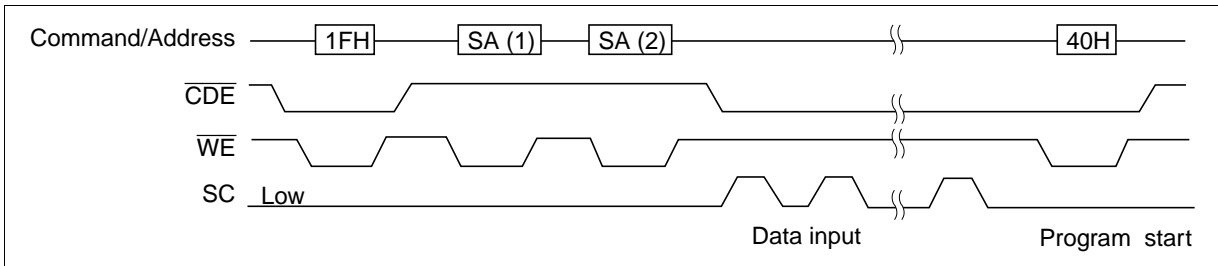 Command/Address 1FH SA (1) SA (2) 40H
CDE
WE
SC Low
Data input Program start